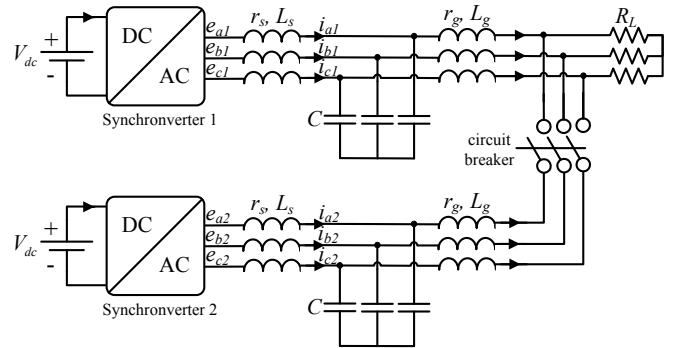 e_a1 r_s, L_s i_a1 r_g, L_g R_L
+ DC
V_dc e_b1 i_b1
- AC e_c1 i_c1
Synchronverter 1
C
circuit
breaker
e_a2 r_s, L_s i_a2 r_g, L_g
+ DC
V_dc e_b2 i_b2
- AC e_c2 i_c2
Synchronverter 2
C